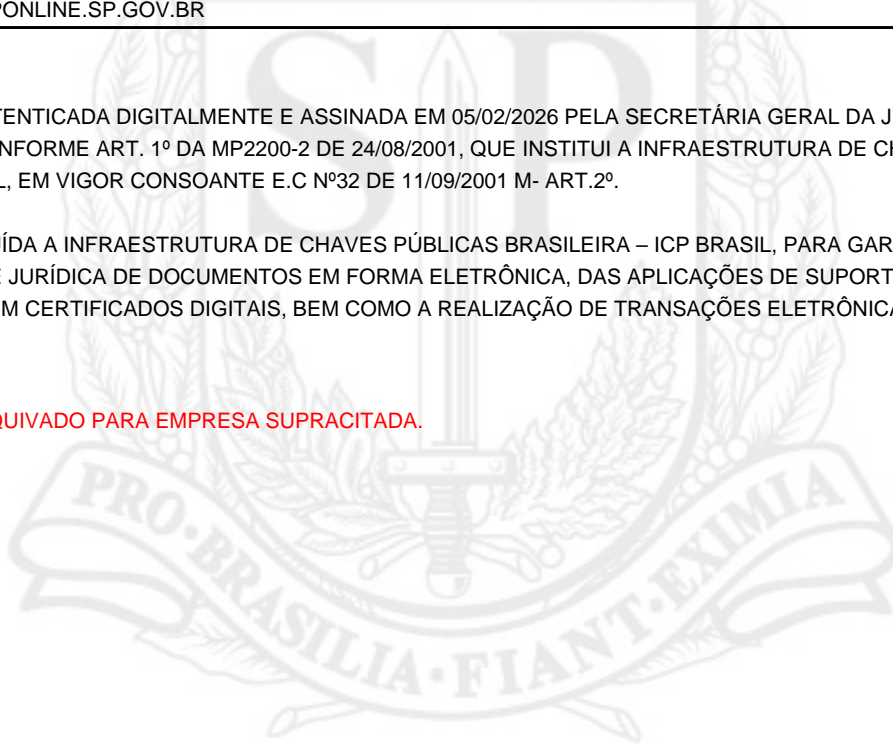 PONLINE.SP.GOV.BR
TENTICADA DIGITALMENTE E ASSINADA EM 05/02/2026 PELA SECRETÁRIA GERAL DA J
NFORME ART. 1º DA MP2200-2 DE 24/08/2001, QUE INSTITUI A INFRAESTRUTURA DE CH
L, EM VIGOR CONSOANTE E.C Nº32 DE 11/09/2001 M- ART.2º.
ÍDA A INFRAESTRUTURA DE CHAVES PÚBLICAS BRASILEIRA – ICP BRASIL, PARA GAR
E JURÍDICA DE DOCUMENTOS EM FORMA ELETRÔNICA, DAS APLICAÇÕES DE SUPORT
M CERTIFICADOS DIGITAIS, BEM COMO A REALIZAÇÃO DE TRANSAÇÕES ELETRÔNICA
QUIVADO PARA EMPRESA SUPRACITADA.
SP
PRO·BRASILIA·FIANT·EXIMIA